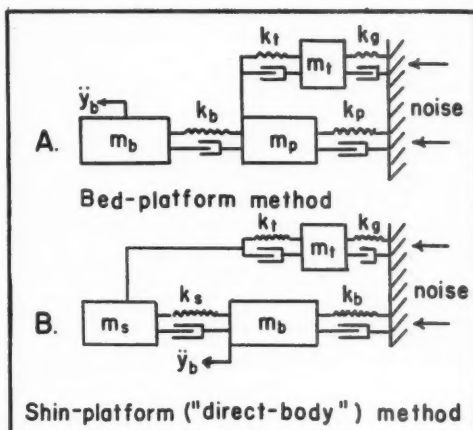 kt kg
mt
noise
ÿb
kb kp
A. mb mp
Bed-platform method
kt kg
mt
noise
ks kb
B. ms mb
ÿb
Shin-platform ("direct-body") method